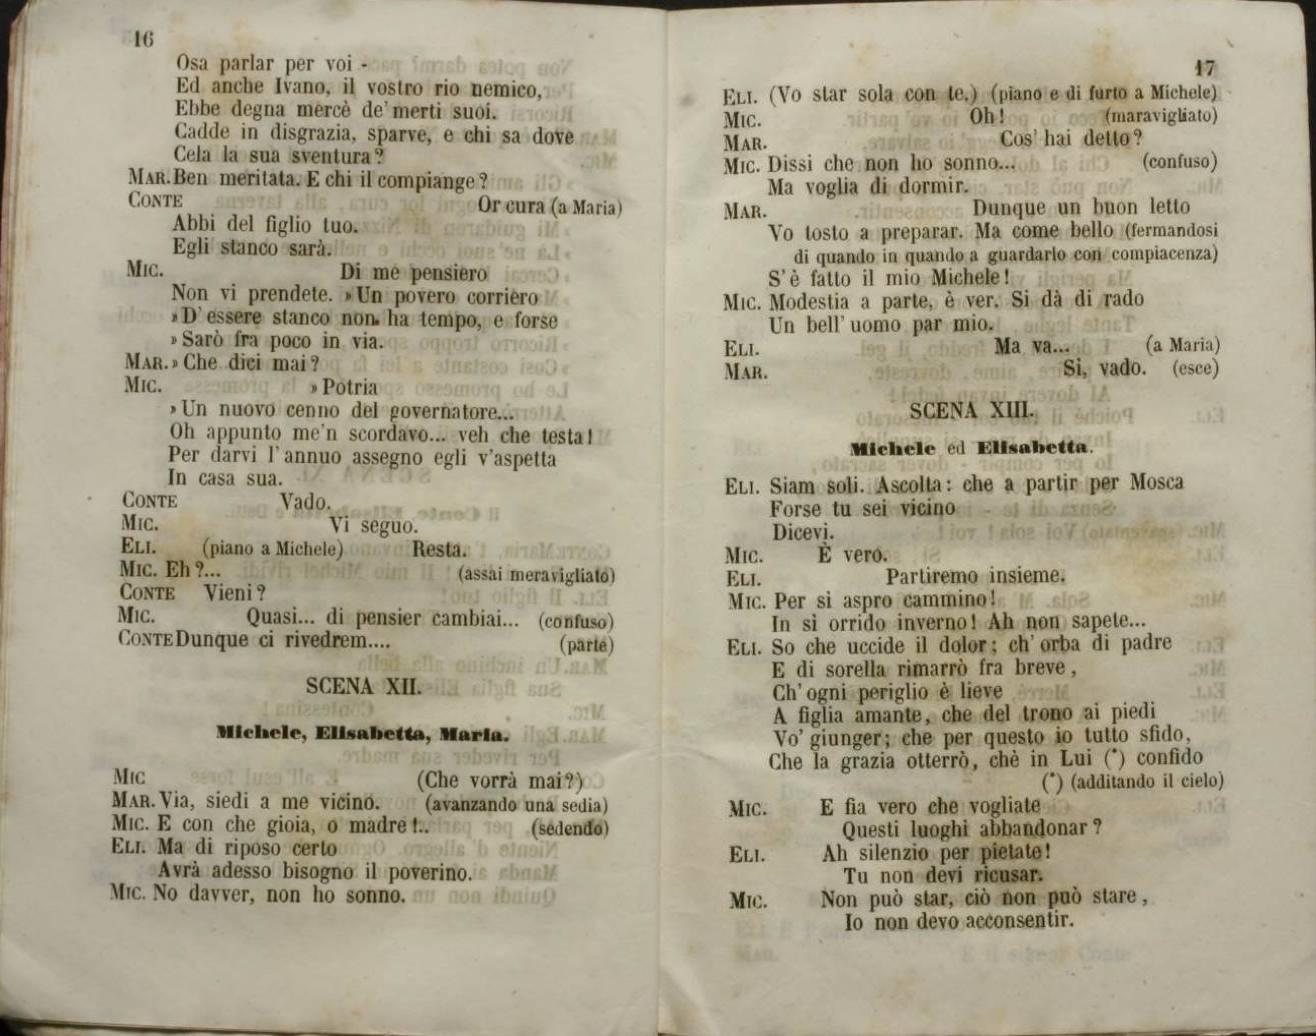 16
Osa parlar per voi -
Ed anche Ivano, il vostro rio nemico,
Ebbe degna mercè de' merti suoi.
Cadde in disgrazia, sparve, e chi sa dove
Cela la sua sventura?
MAR. Ben meritata. E chi il compiange?
CONTE Or cura (a Maria)
Abbi del figlio tuo.
Egli stanco sarà.
MIC. Di me pensiero
Non vi prendete. » Un povero corriero
» D' essere stanco non ha tempo, e forse
» Sarò fra poco in via.
MAR. » Che dici mai?
MIC. » Potria
» Un nuovo cenno del governatore...
Oh appunto me'n scordavo... veh che testa!
Per darvi l' annuo assegno egli v'aspetta
In casa sua.
CONTE Vado.
MIC. Vi seguo.
ELI. (piano a Michele) Resta.
MIC. Eh?... (assai meravigliato)
CONTE Vieni?
MIC. Quasi... di pensier cambiai... (confuso)
CONTE Dunque ci rivedrem.... (parte)
SCENA XII.
Michele, Elisabetta, Maria.
MIC (Che vorrà mai?)
MAR. Via, siedi a me vicino. (avanzando una sedia)
MIC. E con che gioia, o madre!.. (sedendo)
ELI. Ma di riposo certo
Avrà adesso bisogno il poverino.
MIC. No davver, non ho sonno.
17
ELI. (Vo star sola con te.) (piano e di furto a Michele)
MIC. Oh! (maravigliato)
MAR. Cos' hai detto?
MIC. Dissi che non ho sonno... (confuso)
Ma voglia di dormir.
MAR. Dunque un buon letto
Vo tosto a preparar. Ma come bello (fermandosi
di quando in quando a guardarlo con compiacenza)
S' è fatto il mio Michele!
MIC. Modestia a parte, è ver. Si dà di rado
Un bell' uomo par mio.
ELI. Ma va... (a Maria)
MAR. Si, vado. (esce)
SCENA XIII.
Michele ed Elisabetta.
ELI. Siam soli. Ascolta: che a partir per Mosca
Forse tu sei vicino
Dicevi.
MIC. È vero.
ELI. Partiremo insieme.
MIC. Per sì aspro cammino!
In sì orrido inverno! Ah non sapete...
ELI. So che uccide il dolor; ch' orba di padre
E di sorella rimarrò fra breve,
Ch' ogni periglio è lieve
A figlia amante, che del trono ai piedi
Vo' giunger; che per questo io tutto sfido,
Che la grazia otterrò, chè in Lui (*) confido
(*) (additando il cielo)
MIC. E fia vero che vogliate
Questi luoghi abbandonar?
ELI. Ah silenzio per pietate!
Tu non devi ricusar.
MIC. Non può star, ciò non può stare,
Io non devo acconsentir.